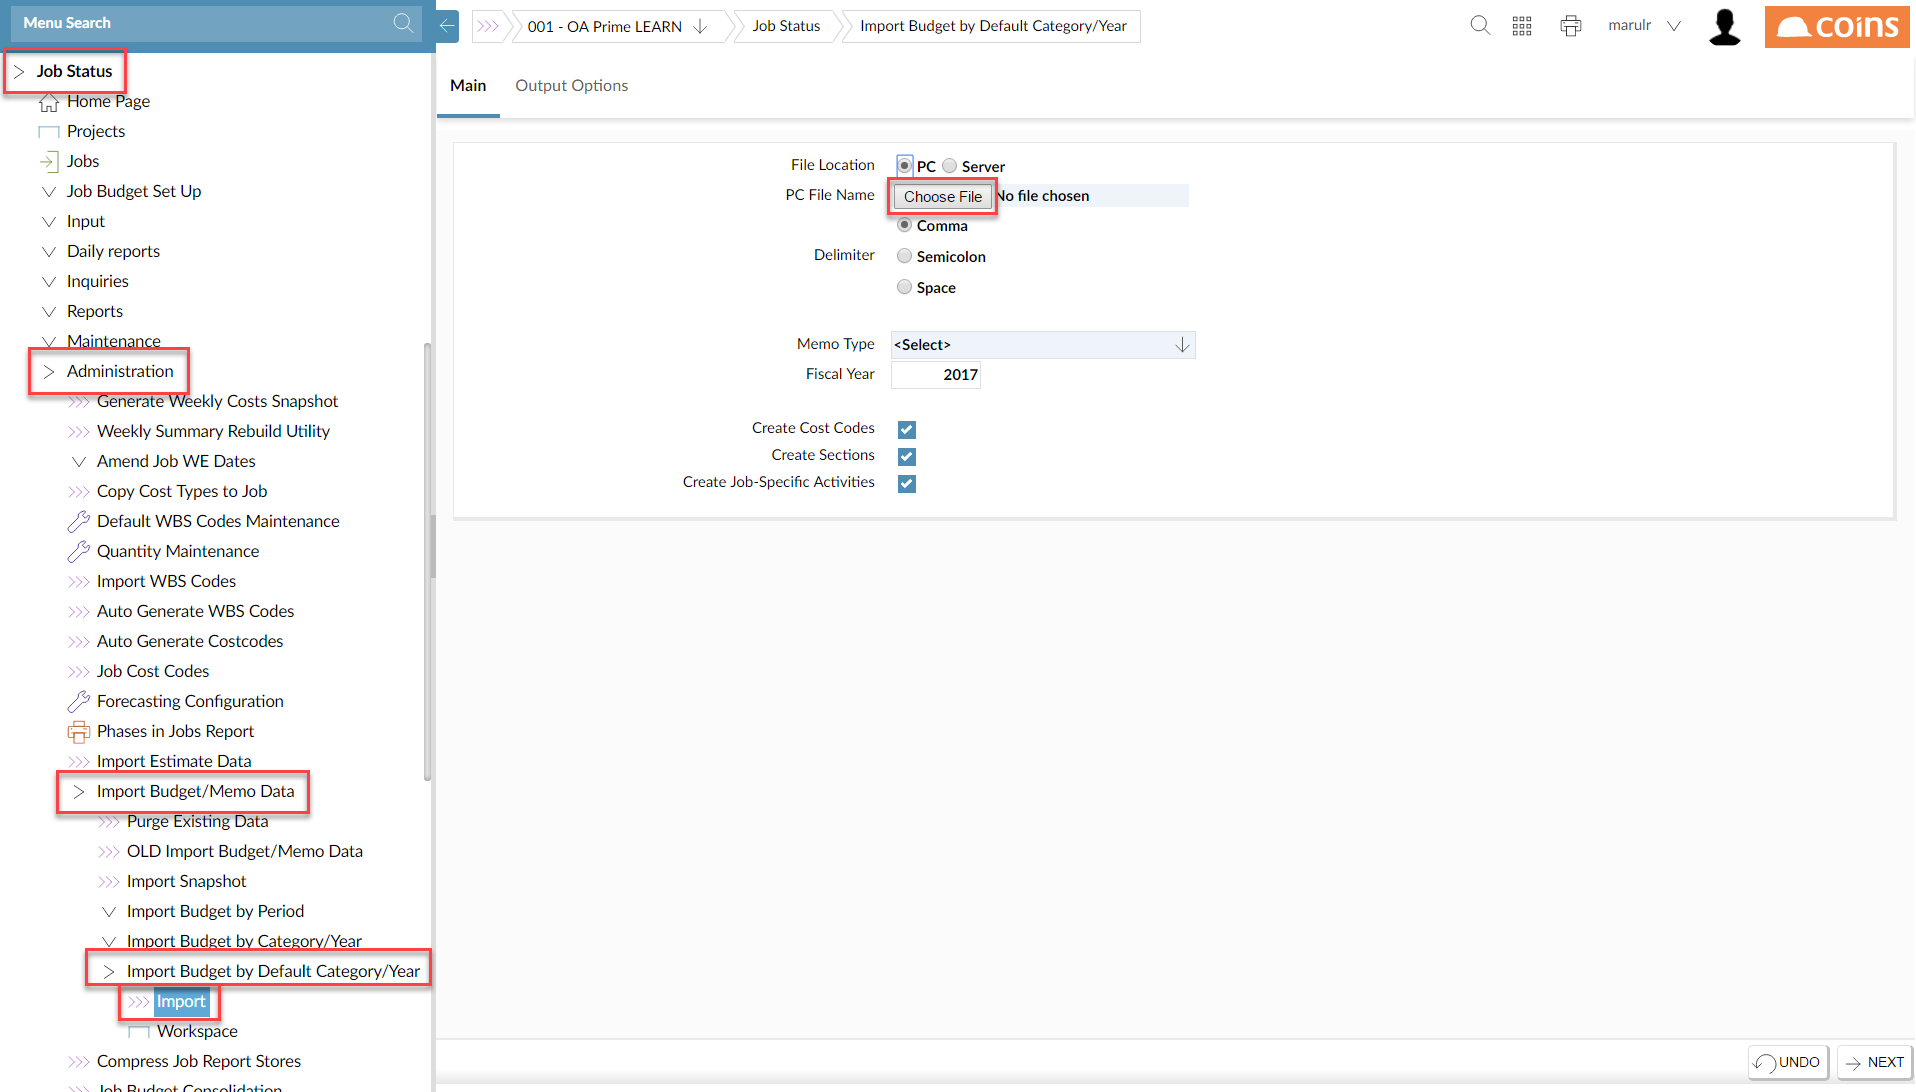 Menu Search
001 - OA Prime LEARN
Job Status
Import Budget by Default Category/Year
marulr
coins
Job Status
Home Page
Projects
Jobs
Job Budget Set Up
Input
Daily reports
Inquiries
Reports
Maintenance
Administration
Generate Weekly Costs Snapshot
Weekly Summary Rebuild Utility
Amend Job WE Dates
Copy Cost Types to Job
Default WBS Codes Maintenance
Quantity Maintenance
Import WBS Codes
Auto Generate WBS Codes
Auto Generate Costcodes
Job Cost Codes
Forecasting Configuration
Phases in Jobs Report
Import Estimate Data
Import Budget/Memo Data
Purge Existing Data
OLD Import Budget/Memo Data
Import Snapshot
Import Budget by Period
Import Budget by Category/Year
Import Budget by Default Category/Year
Import
Workspace
Compress Job Report Stores
Job Budget Consolidation
Main Output Options
File Location PC Server
PC File Name Choose File No file chosen
Comma
Delimiter Semicolon
Space
Memo Type <Select>
Fiscal Year 2017
Create Cost Codes
Create Sections
Create Job-Specific Activities
UNDO NEXT